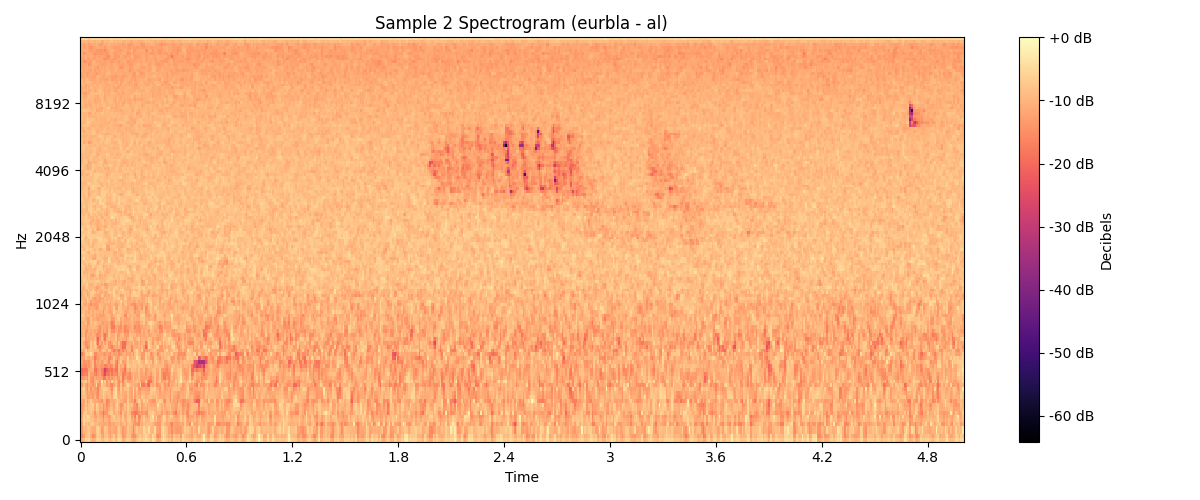 Sample 2 Spectrogram (eurbla - al)
Hz
8192
4096
2048
1024
512
0
0 0.6 1.2 1.8 2.4 3 3.6 4.2 4.8
Time
+0 dB
-10 dB
-20 dB
-30 dB
-40 dB
-50 dB
-60 dB
Decibels